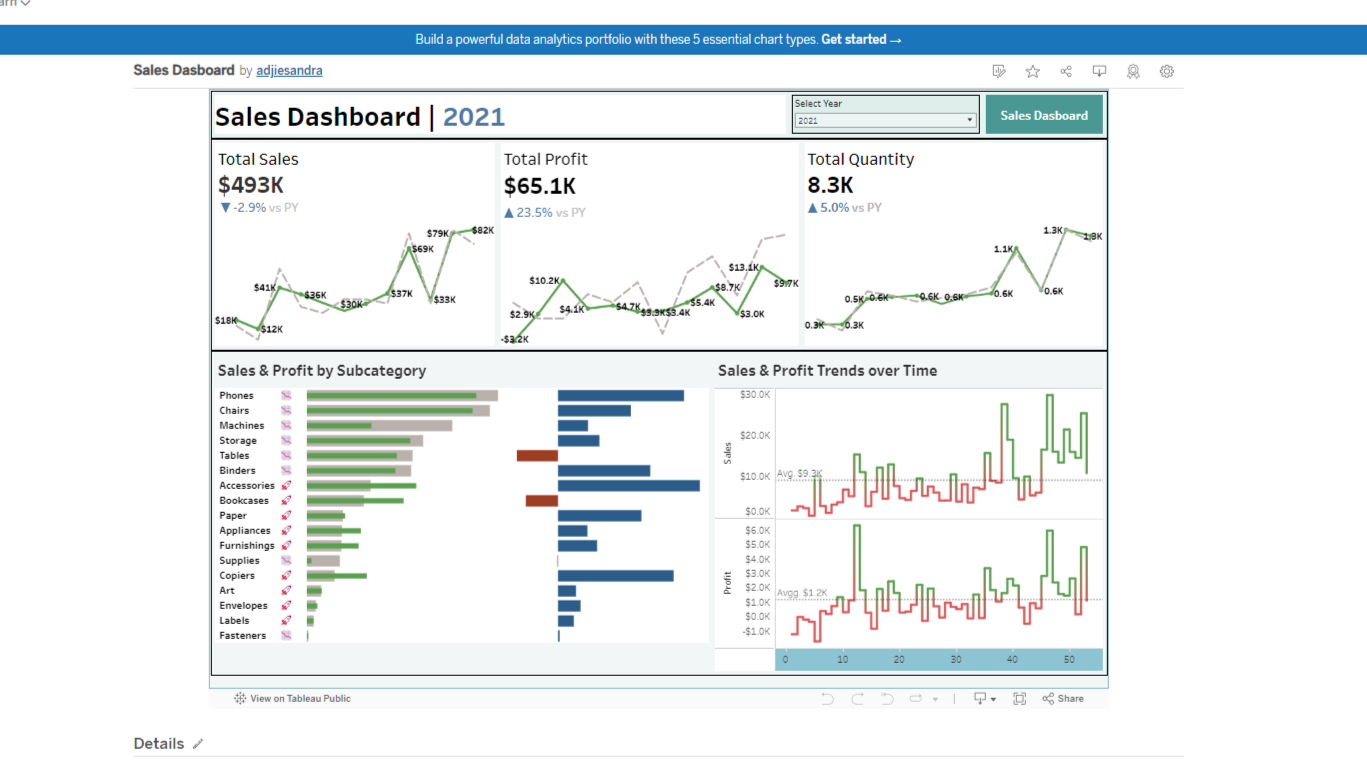 arn
Build a powerful data analytics portfolio with these 5 essential chart types. Get started →
Sales Dasboard by adjiesandra
Sales Dashboard | 2021
Select Year
2021
Sales Dasboard
Total Sales
$493K
▼ -2.9% vs PY
$18K $12K $41K $36K $30K $37K $69K $33K $79K $82K
Total Profit
$65.1K
▲ 23.5% vs PY
-$3.2K $2.9K $10.2K $4.1K $4.7K $3.3K $3.4K $5.4K $8.7K $3.0K $13.1K $9.7K
Total Quantity
8.3K
▲ 5.0% vs PY
0.3K 0.3K 0.5K 0.6K 0.6K 0.6K 0.6K 1.1K 0.6K 1.3K 1.3K
Sales & Profit by Subcategory
Phones
Chairs
Machines
Storage
Tables
Binders
Accessories
Bookcases
Paper
Appliances
Furnishings
Supplies
Copiers
Art
Envelopes
Labels
Fasteners
Sales & Profit Trends over Time
Sales
$30.0K
$20.0K
$10.0K
$0.0K
Avg. $9.3K
Profit
$6.0K
$5.0K
$4.0K
$3.0K
$2.0K
$1.0K
$0.0K
-$1.0K
Avgg. $1.2K
0 10 20 30 40 50
View on Tableau Public
Share
Details